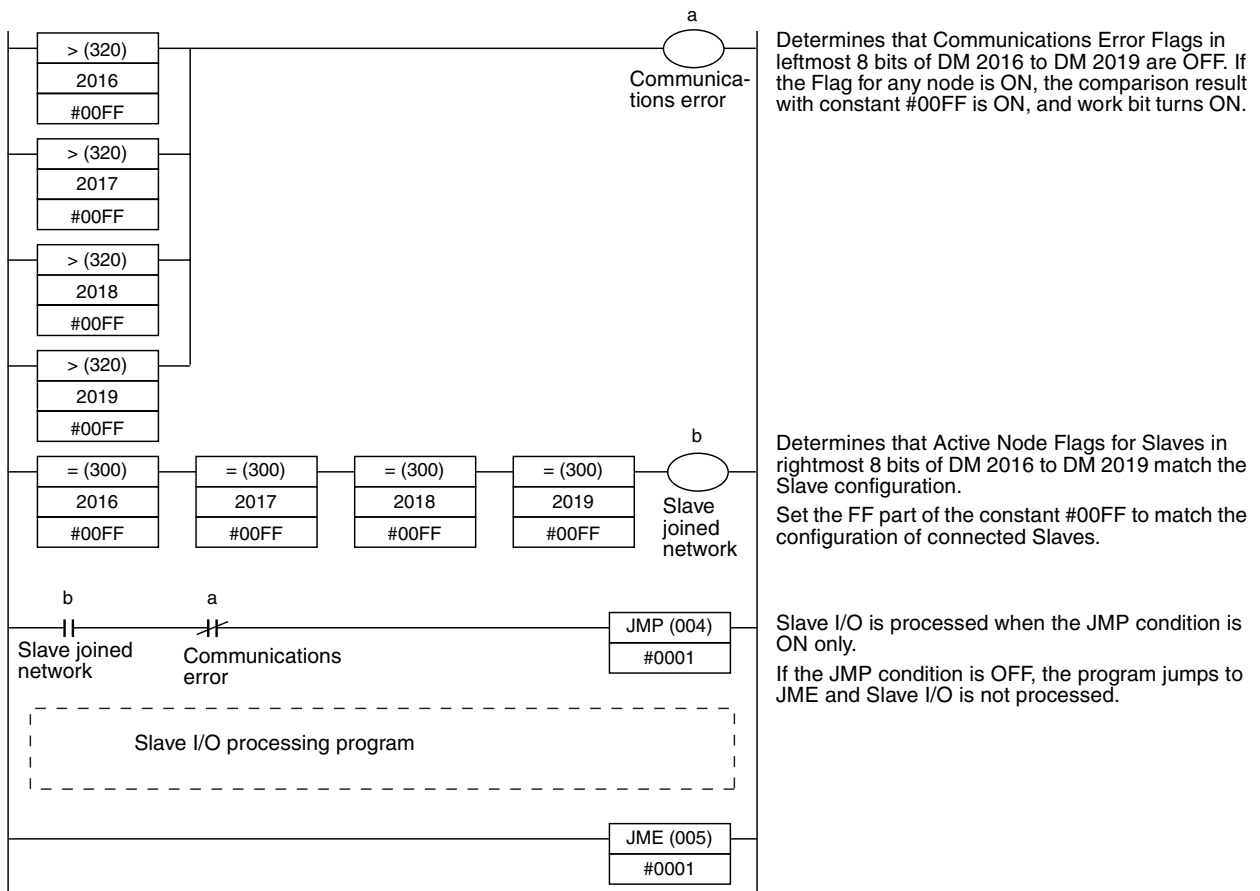 a
> (320)
2016
#00FF
Communica-
tions error
Determines that Communications Error Flags in
leftmost 8 bits of DM 2016 to DM 2019 are OFF. If
the Flag for any node is ON, the comparison result
with constant #00FF is ON, and work bit turns ON.
> (320)
2017
#00FF
> (320)
2018
#00FF
> (320)
2019
#00FF
b
= (300)
2016
#00FF
= (300)
2017
#00FF
= (300)
2018
#00FF
= (300)
2019
#00FF
Slave
joined
network
Determines that Active Node Flags for Slaves in
rightmost 8 bits of DM 2016 to DM 2019 match the
Slave configuration.
Set the FF part of the constant #00FF to match the
configuration of connected Slaves.
b
Slave joined
network
a
Communications
error
JMP (004)
#0001
Slave I/O is processed when the JMP condition is
ON only.
If the JMP condition is OFF, the program jumps to
JME and Slave I/O is not processed.
Slave I/O processing program
JME (005)
#0001